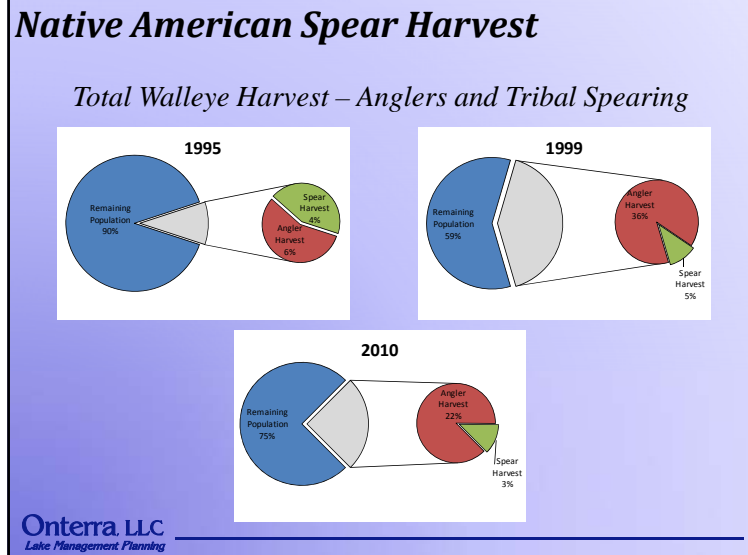 Native American Spear Harvest
Total Walleye Harvest – Anglers and Tribal Spearing
1995
Remaining
Population
90%
Spear
Harvest
4%
Angler
Harvest
6%
1999
Remaining
Population
59%
Angler
Harvest
36%
Spear
Harvest
5%
2010
Remaining
Population
75%
Angler
Harvest
22%
Spear
Harvest
3%
Onterra LLC
Lake Management Planning